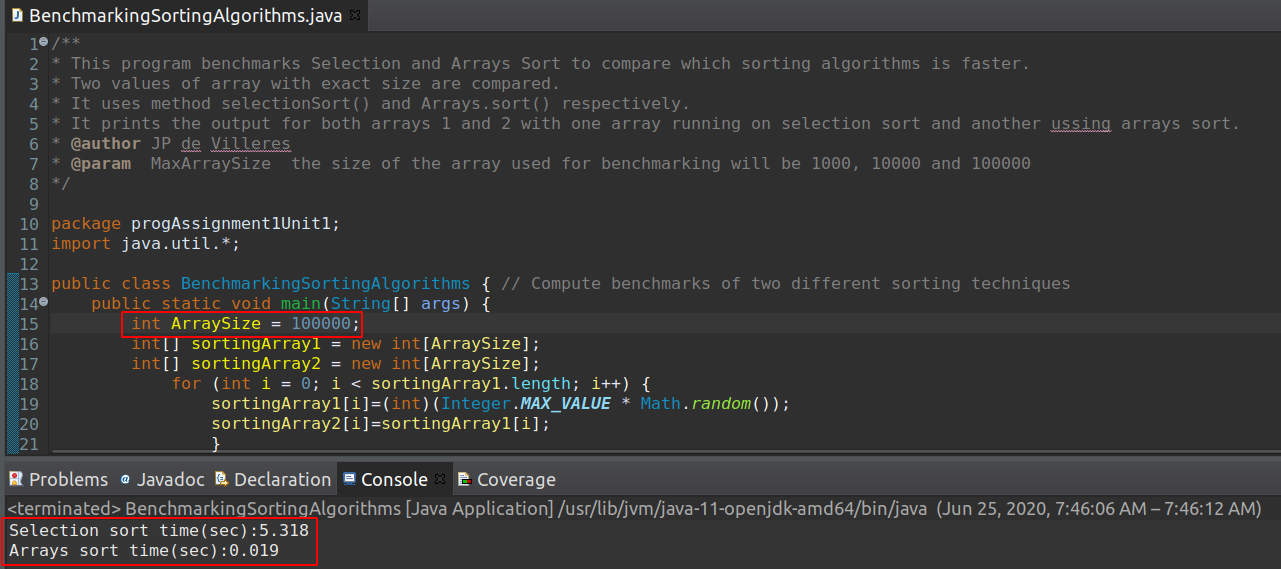 BenchmarkingSortingAlgorithms.java
1 /**
2 * This program benchmarks Selection and Arrays Sort to compare which sorting algorithms is faster.
3 * Two values of array with exact size are compared.
4 * It uses method selectionSort() and Arrays.sort() respectively.
5 * It prints the output for both arrays 1 and 2 with one array running on selection sort and another ussing arrays sort.
6 * @author JP de Villeres
7 * @param  MaxArraySize  the size of the array used for benchmarking will be 1000, 10000 and 100000
8 */
9
10 package progAssignment1Unit1;
11 import java.util.*;
12
13 public class BenchmarkingSortingAlgorithms { // Compute benchmarks of two different sorting techniques
14     public static void main(String[] args) {
15         int ArraySize = 100000;
16         int[] sortingArray1 = new int[ArraySize];
17         int[] sortingArray2 = new int[ArraySize];
18             for (int i = 0; i < sortingArray1.length; i++) {
19                 sortingArray1[i]=(int)(Integer.MAX_VALUE * Math.random());
20                 sortingArray2[i]=sortingArray1[i];
21                 }
Problems @ Javadoc Declaration Console Coverage
<terminated> BenchmarkingSortingAlgorithms [Java Application] /usr/lib/jvm/java-11-openjdk-amd64/bin/java (Jun 25, 2020, 7:46:06 AM – 7:46:12 AM)
Selection sort time(sec):5.318
Arrays sort time(sec):0.019